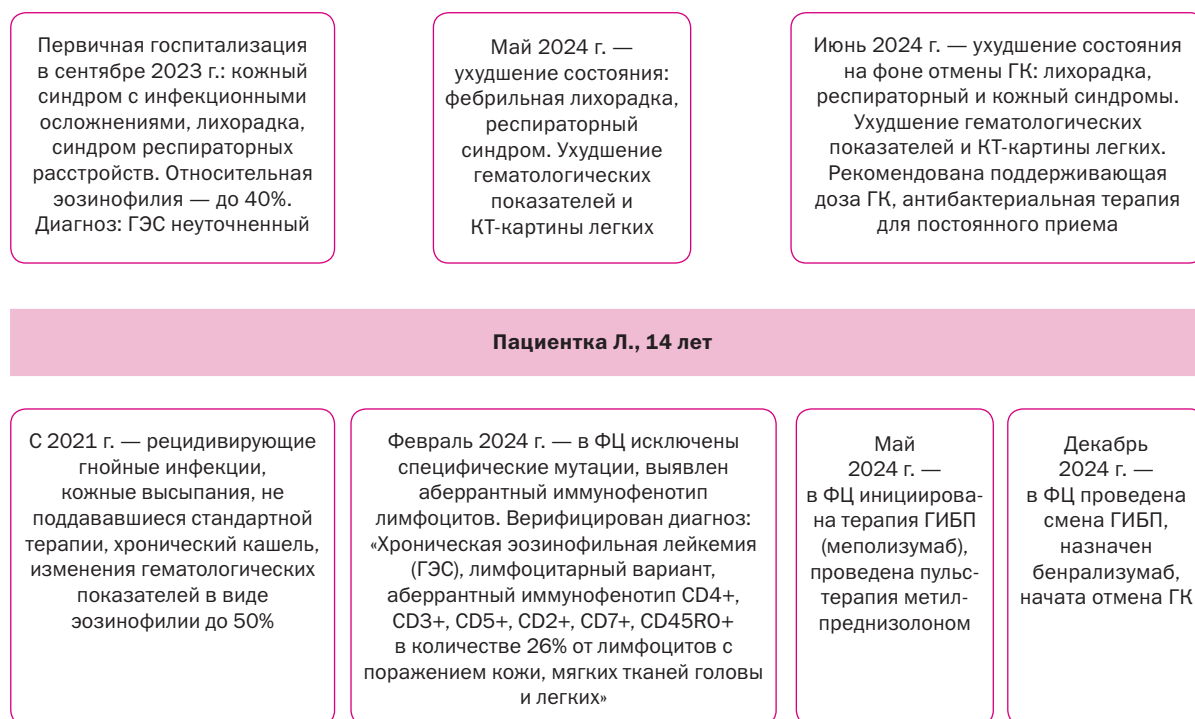 Первичная госпитализация
в сентябре 2023 г.: кожный
синдром с инфекционными
осложнениями, лихорадка,
синдром респираторных
расстройств. Относительная
эозинофилия — до 40%.
Диагноз: ГЭС неуточненный
Май 2024 г. —
ухудшение состояния:
фебрильная лихорадка,
респираторный
синдром. Ухудшение
гематологических
показателей и
КТ-картины легких
Июнь 2024 г. — ухудшение состояния
на фоне отмены ГК: лихорадка,
респираторный и кожный синдромы.
Ухудшение гематологических
показателей и КТ-картины легких.
Рекомендована поддерживающая
доза ГК, антибактериальная терапия
для постоянного приема
Пациентка Л., 14 лет
С 2021 г. — рецидивирующие
гнойные инфекции,
кожные высыпания, не
поддававшиеся стандартной
терапии, хронический кашель,
изменения гематологических
показателей в виде
эозинофилии до 50%
Февраль 2024 г. — в ФЦ исключены
специфические мутации, выявлен
аберрантный иммунофенотип
лимфоцитов. Верифицирован диагноз:
«Хроническая эозинофильная лейкемия
(ГЭС), лимфоцитарный вариант,
аберрантный иммунофенотип CD4+,
CD3+, CD5+, CD2+, CD7+, CD45RO+
в количестве 26% от лимфоцитов с
поражением кожи, мягких тканей головы
и легких»
Май
2024 г. —
в ФЦ иницииров­а-
на терапия ГИБП
(меполизумаб),
проведена пульс-
терапия метил-
преднизолоном
Декабрь
2024 г. —
в ФЦ проведена
смена ГИБП,
назначен
бенрализумаб,
начата отмена ГК